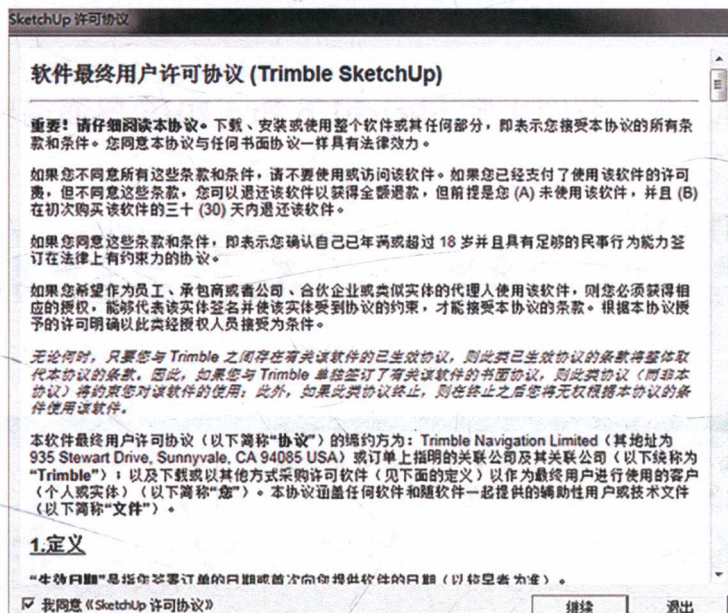 SketchUp 许可协议
软件最终用户许可协议 (Trimble SketchUp)
重要！请仔细阅读本协议。下载、安装或使用整个软件或其任何部分，即表示您接受本协议的所有条
款和条件。您同意本协议与任何书面协议一样具有法律效力。
如果您不同意所有这些条款和条件，请不要使用或访问该软件。如果您已经支付了使用该软件的许可
费，但不同意这些条款，您可以退还该软件以获得全额退款，但前提是您 (A) 未使用该软件，并且 (B)
在初次购买该软件的三十 (30) 天内退还该软件。
如果您同意这些条款和条件，即表示您确认自己已年满或超过 18 岁并且具有足够的民事行为能力签
订在法律上有约束力的协议。
如果您希望作为员工、承包商或者公司、合伙企业或类似实体的代理人使用该软件，则您必须获得相
应的授权，能够代表该实体签名并使该实体受到协议的约束，才能接受本协议的条款。根据本协议授
予的许可明确以此类经授权人员接受为条件。
无论何时，只要您与 Trimble 之间存在有关该软件的已生效协议，则此类已生效协议的条款将整体取
代本协议的条款。因此，如果您与 Trimble 单独签订了有关该软件的书面协议，则此类协议（而非本
协议）将约束您对该软件的使用；此外，如果此类协议终止，则在终止之后您将无权根据本协议的条
件使用该软件。
本软件最终用户许可协议（以下简称“协议”）的缔约方为：Trimble Navigation Limited（其地址为
935 Stewart Drive, Sunnyvale, CA 94085 USA）或订单上指明的关联公司及其关联公司（以下统称为
“Trimble”）；以及下载或以其他方式采购许可软件（见下面的定义）以作为最终用户进行使用的客户
（个人或实体）（以下简称“您”）。本协议涵盖任何软件和随软件一起提供的辅助性用户或技术文件
（以下简称“文件”）。
1.定义
“生效日期”是指您签署订单的日期或首次向您提供软件的日期（以较早者为准）。
我同意《SketchUp 许可协议》
继续
退出